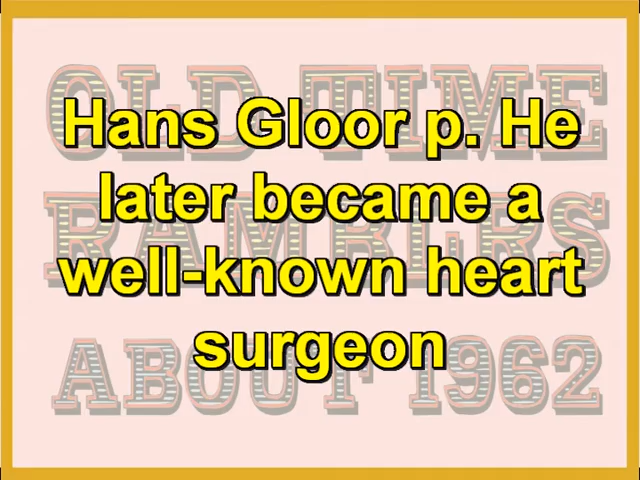 OLD TIME
Hans Gloor p. He
later became a
RAMBLERS
well-known heart
surgeon
ABOUT 1962